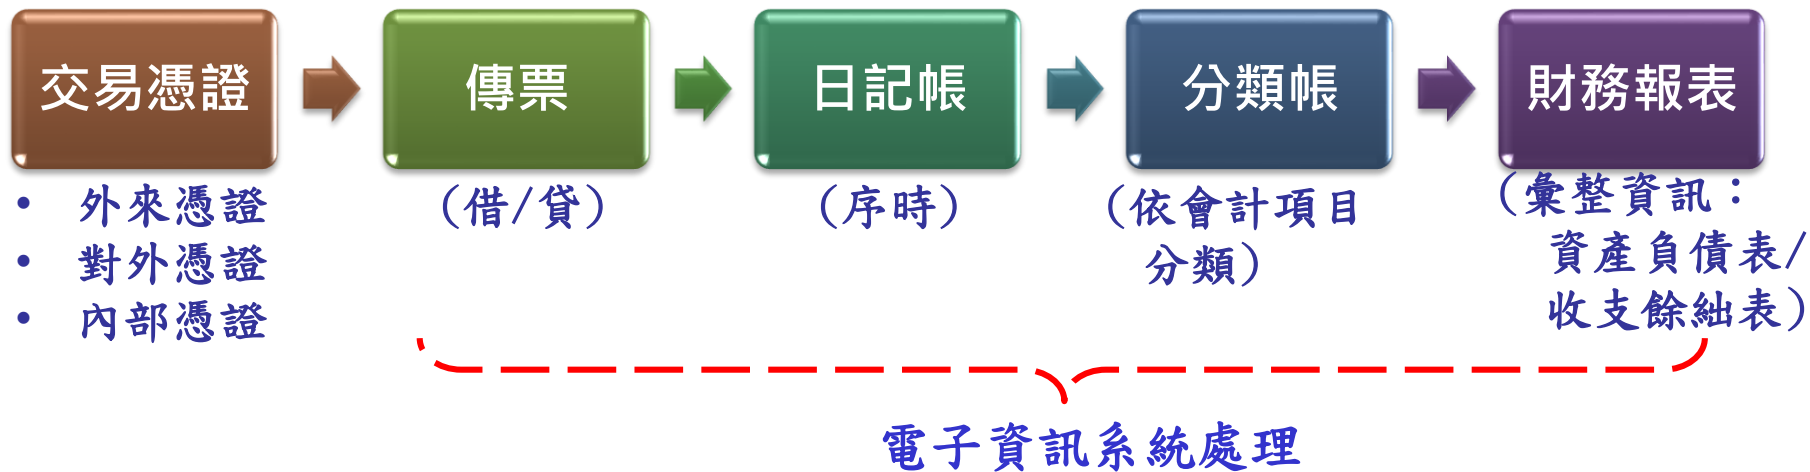 交易憑證
傳票
日記帳
分類帳
財務報表
• 外來憑證
• 對外憑證
• 內部憑證
(借/貸)
(序時)
(依會計項目
分類)
(彙整資訊：
資產負債表/
收支餘絀表)
電子資訊系統處理